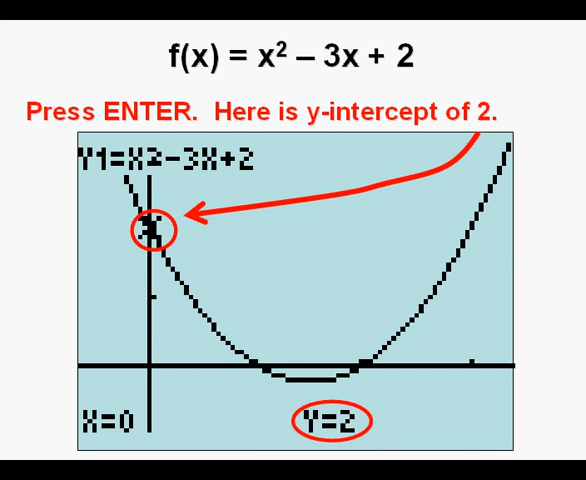 f(x) = x² – 3x + 2
Press ENTER.  Here is y-intercept of 2.
Y1=X2-3X+2
X=0 Y=2